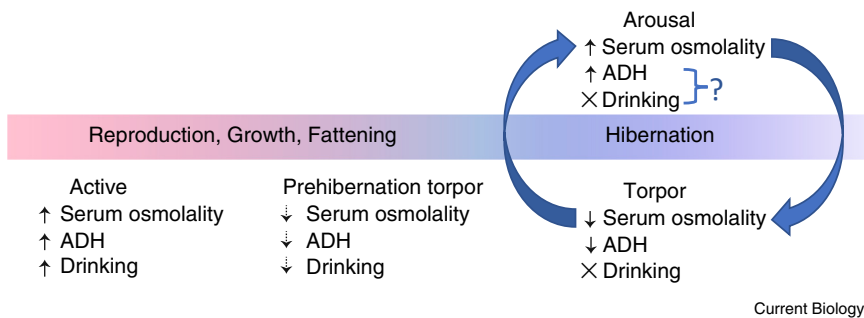 Arousal
↑ Serum osmolality
↑ ADH
× Drinking
?
Reproduction, Growth, Fattening
Hibernation
Active
↑ Serum osmolality
↑ ADH
↑ Drinking
Prehibernation torpor
⇣ Serum osmolality
⇣ ADH
⇣ Drinking
Torpor
↓ Serum osmolality
↓ ADH
× Drinking
Current Biology